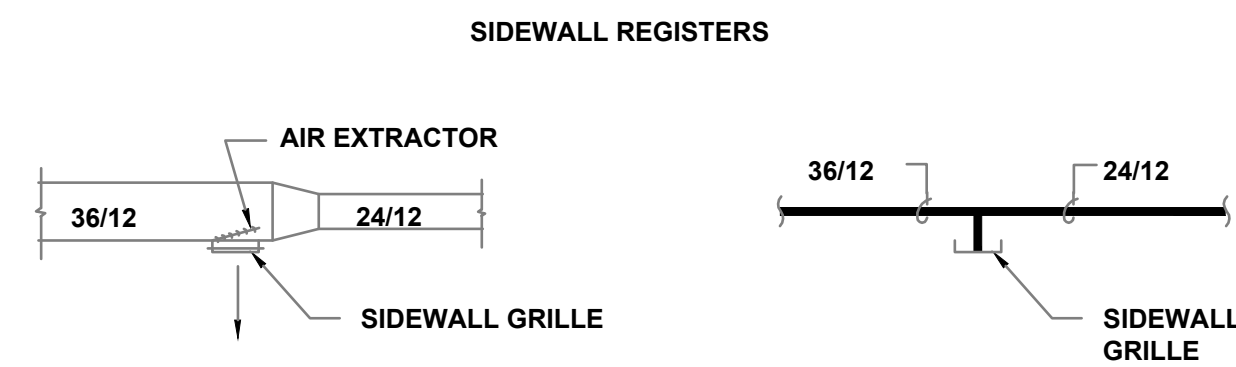 SIDEWALL REGISTERS
AIR EXTRACTOR
36/12
24/12
SIDEWALL GRILLE
36/12
24/12
SIDEWALL
GRILLE